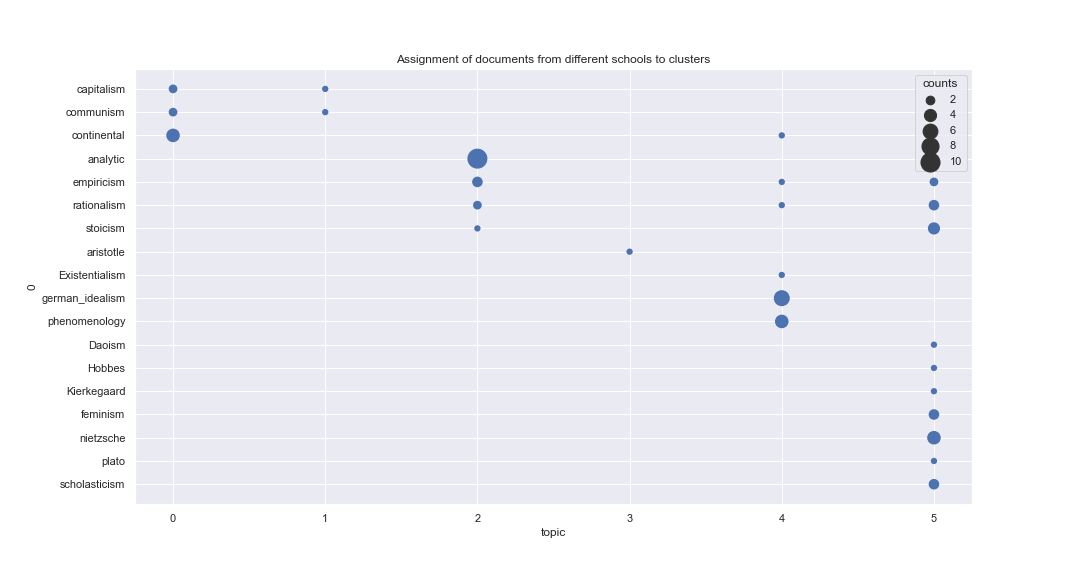 Assignment of documents from different schools to clusters
capitalism
communism
continental
analytic
empiricism
rationalism
stoicism
aristotle
Existentialism
german_idealism
phenomenology
Daoism
Hobbes
Kierkegaard
feminism
nietzsche
plato
scholasticism
0
counts
2
4
6
8
10
0 1 2 3 4 5
topic